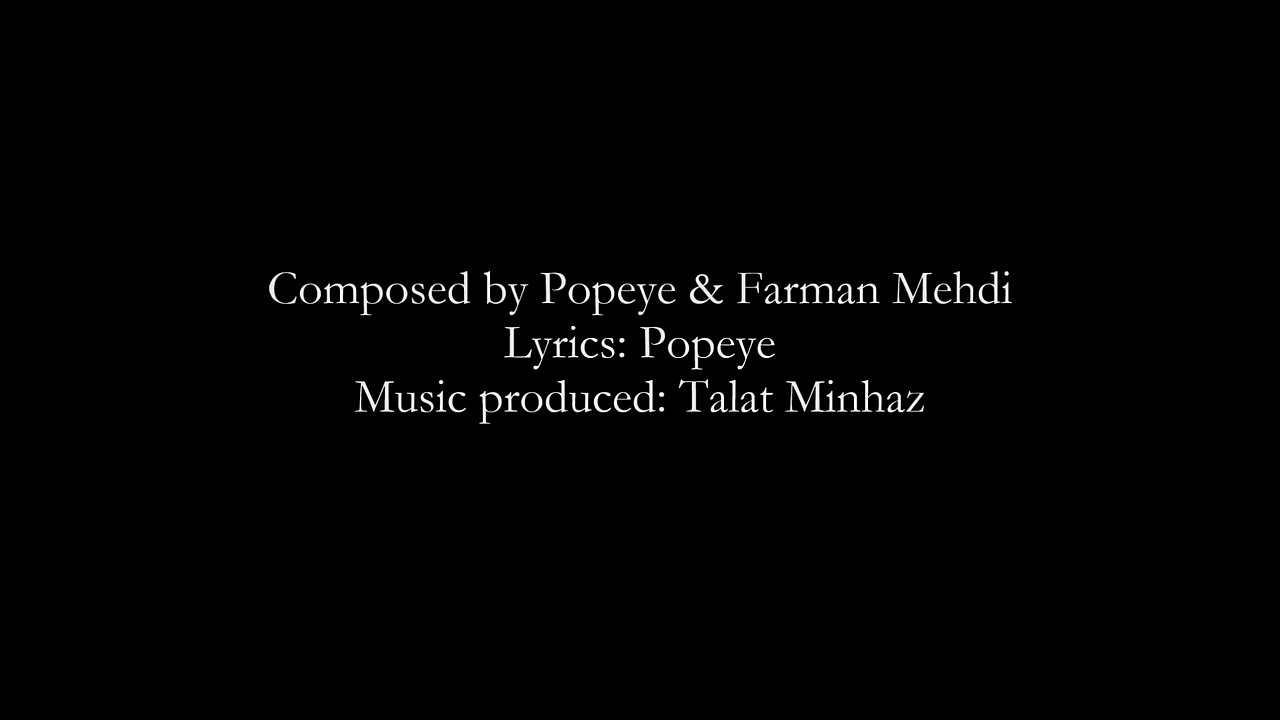 Composed by Popeye & Farman Mehdi
Lyrics: Popeye
Music produced: Talat Minhaz